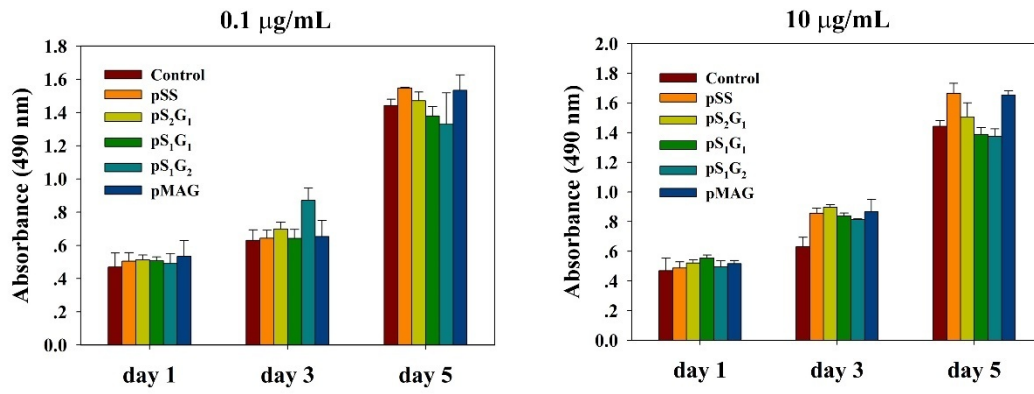 0.1 μg/mL
Absorbance (490 nm)
1.8
1.6
1.4
1.2
1.0
.8
.6
.4
.2
0.0
Control
pSS
pS₂G₁
pS₁G₁
pS₁G₂
pMAG
day 1 day 3 day 5
10 μg/mL
Absorbance (490 nm)
2.0
1.8
1.6
1.4
1.2
1.0
.8
.6
.4
.2
0.0
Control
pSS
pS₂G₁
pS₁G₁
pS₁G₂
pMAG
day 1 day 3 day 5